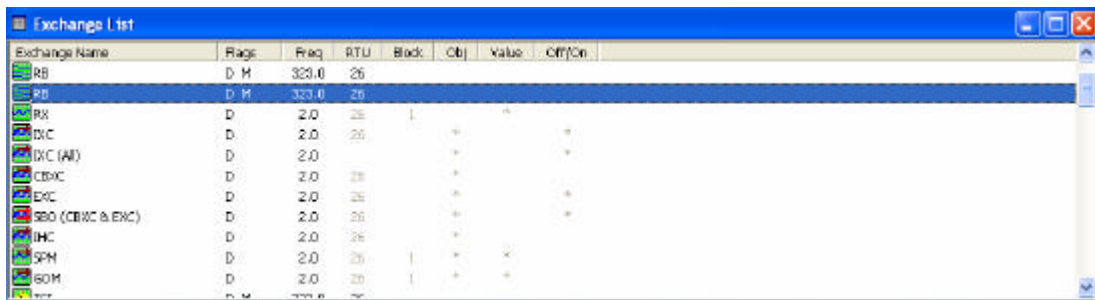 Exchange List
Exchange Name Flags Freq RTU Block Obj Value Off/On
RB D M 323.0 26
RB D M 323.0 26
RX D 2.0 26 1 *
IXC D 2.0 26 * *
IXC (All) D 2.0 * *
CBXC D 2.0 26 *
EXC D 2.0 26 * *
SBO (CBXC & EXC) D 2.0 26 * *
IHC D 2.0 26 *
SPM D 2.0 26 1 * *
GOM D 2.0 26 1 * *
D M 26